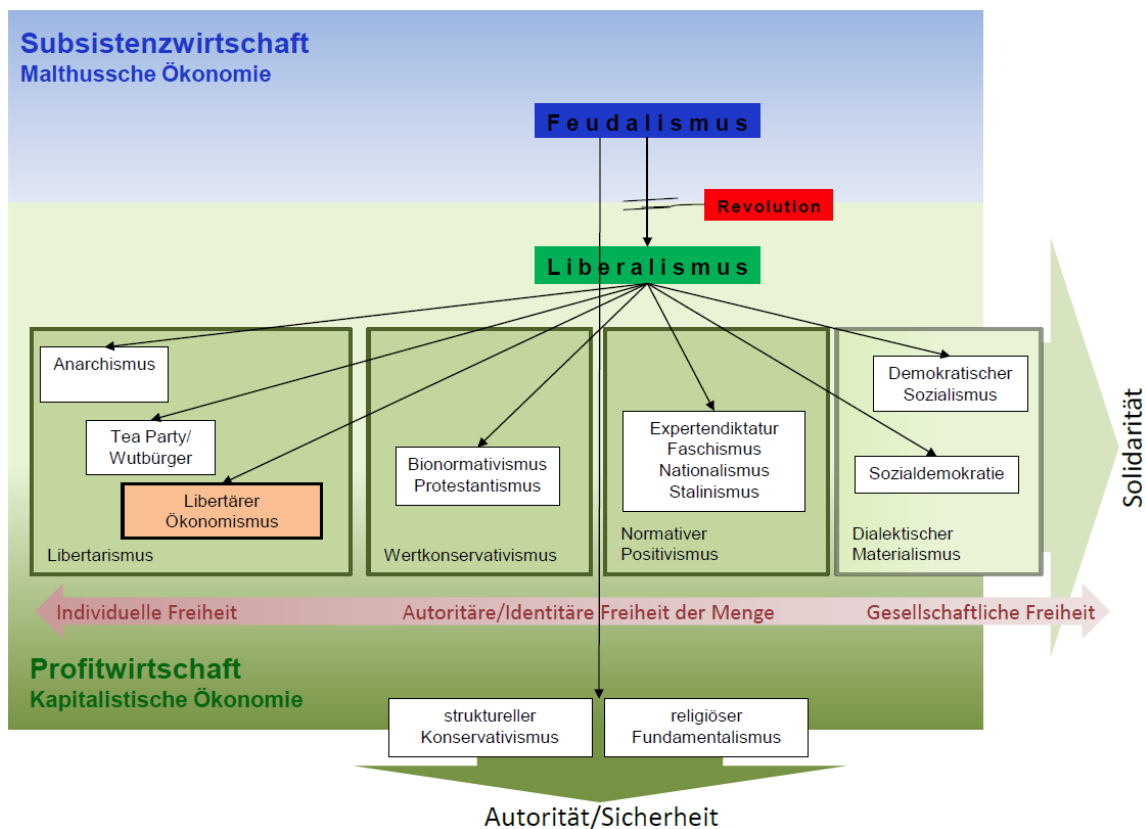 Subsistenzwirtschaft
Malthussche Ökonomie
Feudalismus
Revolution
Liberalismus
Anarchismus
Tea Party/
Wutbürger
Libertärer
Ökonomismus
Libertarismus
Bionormativismus
Protestantismus
Wertkonservativismus
Expertendiktatur
Faschismus
Nationalismus
Stalinismus
Normativer
Positivismus
Demokratischer
Sozialismus
Sozialdemokratie
Dialektischer
Materialismus
Solidarität
Individuelle Freiheit
Autoritäre/Identitäre Freiheit der Menge
Gesellschaftliche Freiheit
Profitwirtschaft
Kapitalistische Ökonomie
struktureller
Konservativismus
religiöser
Fundamentalismus
Autorität/Sicherheit